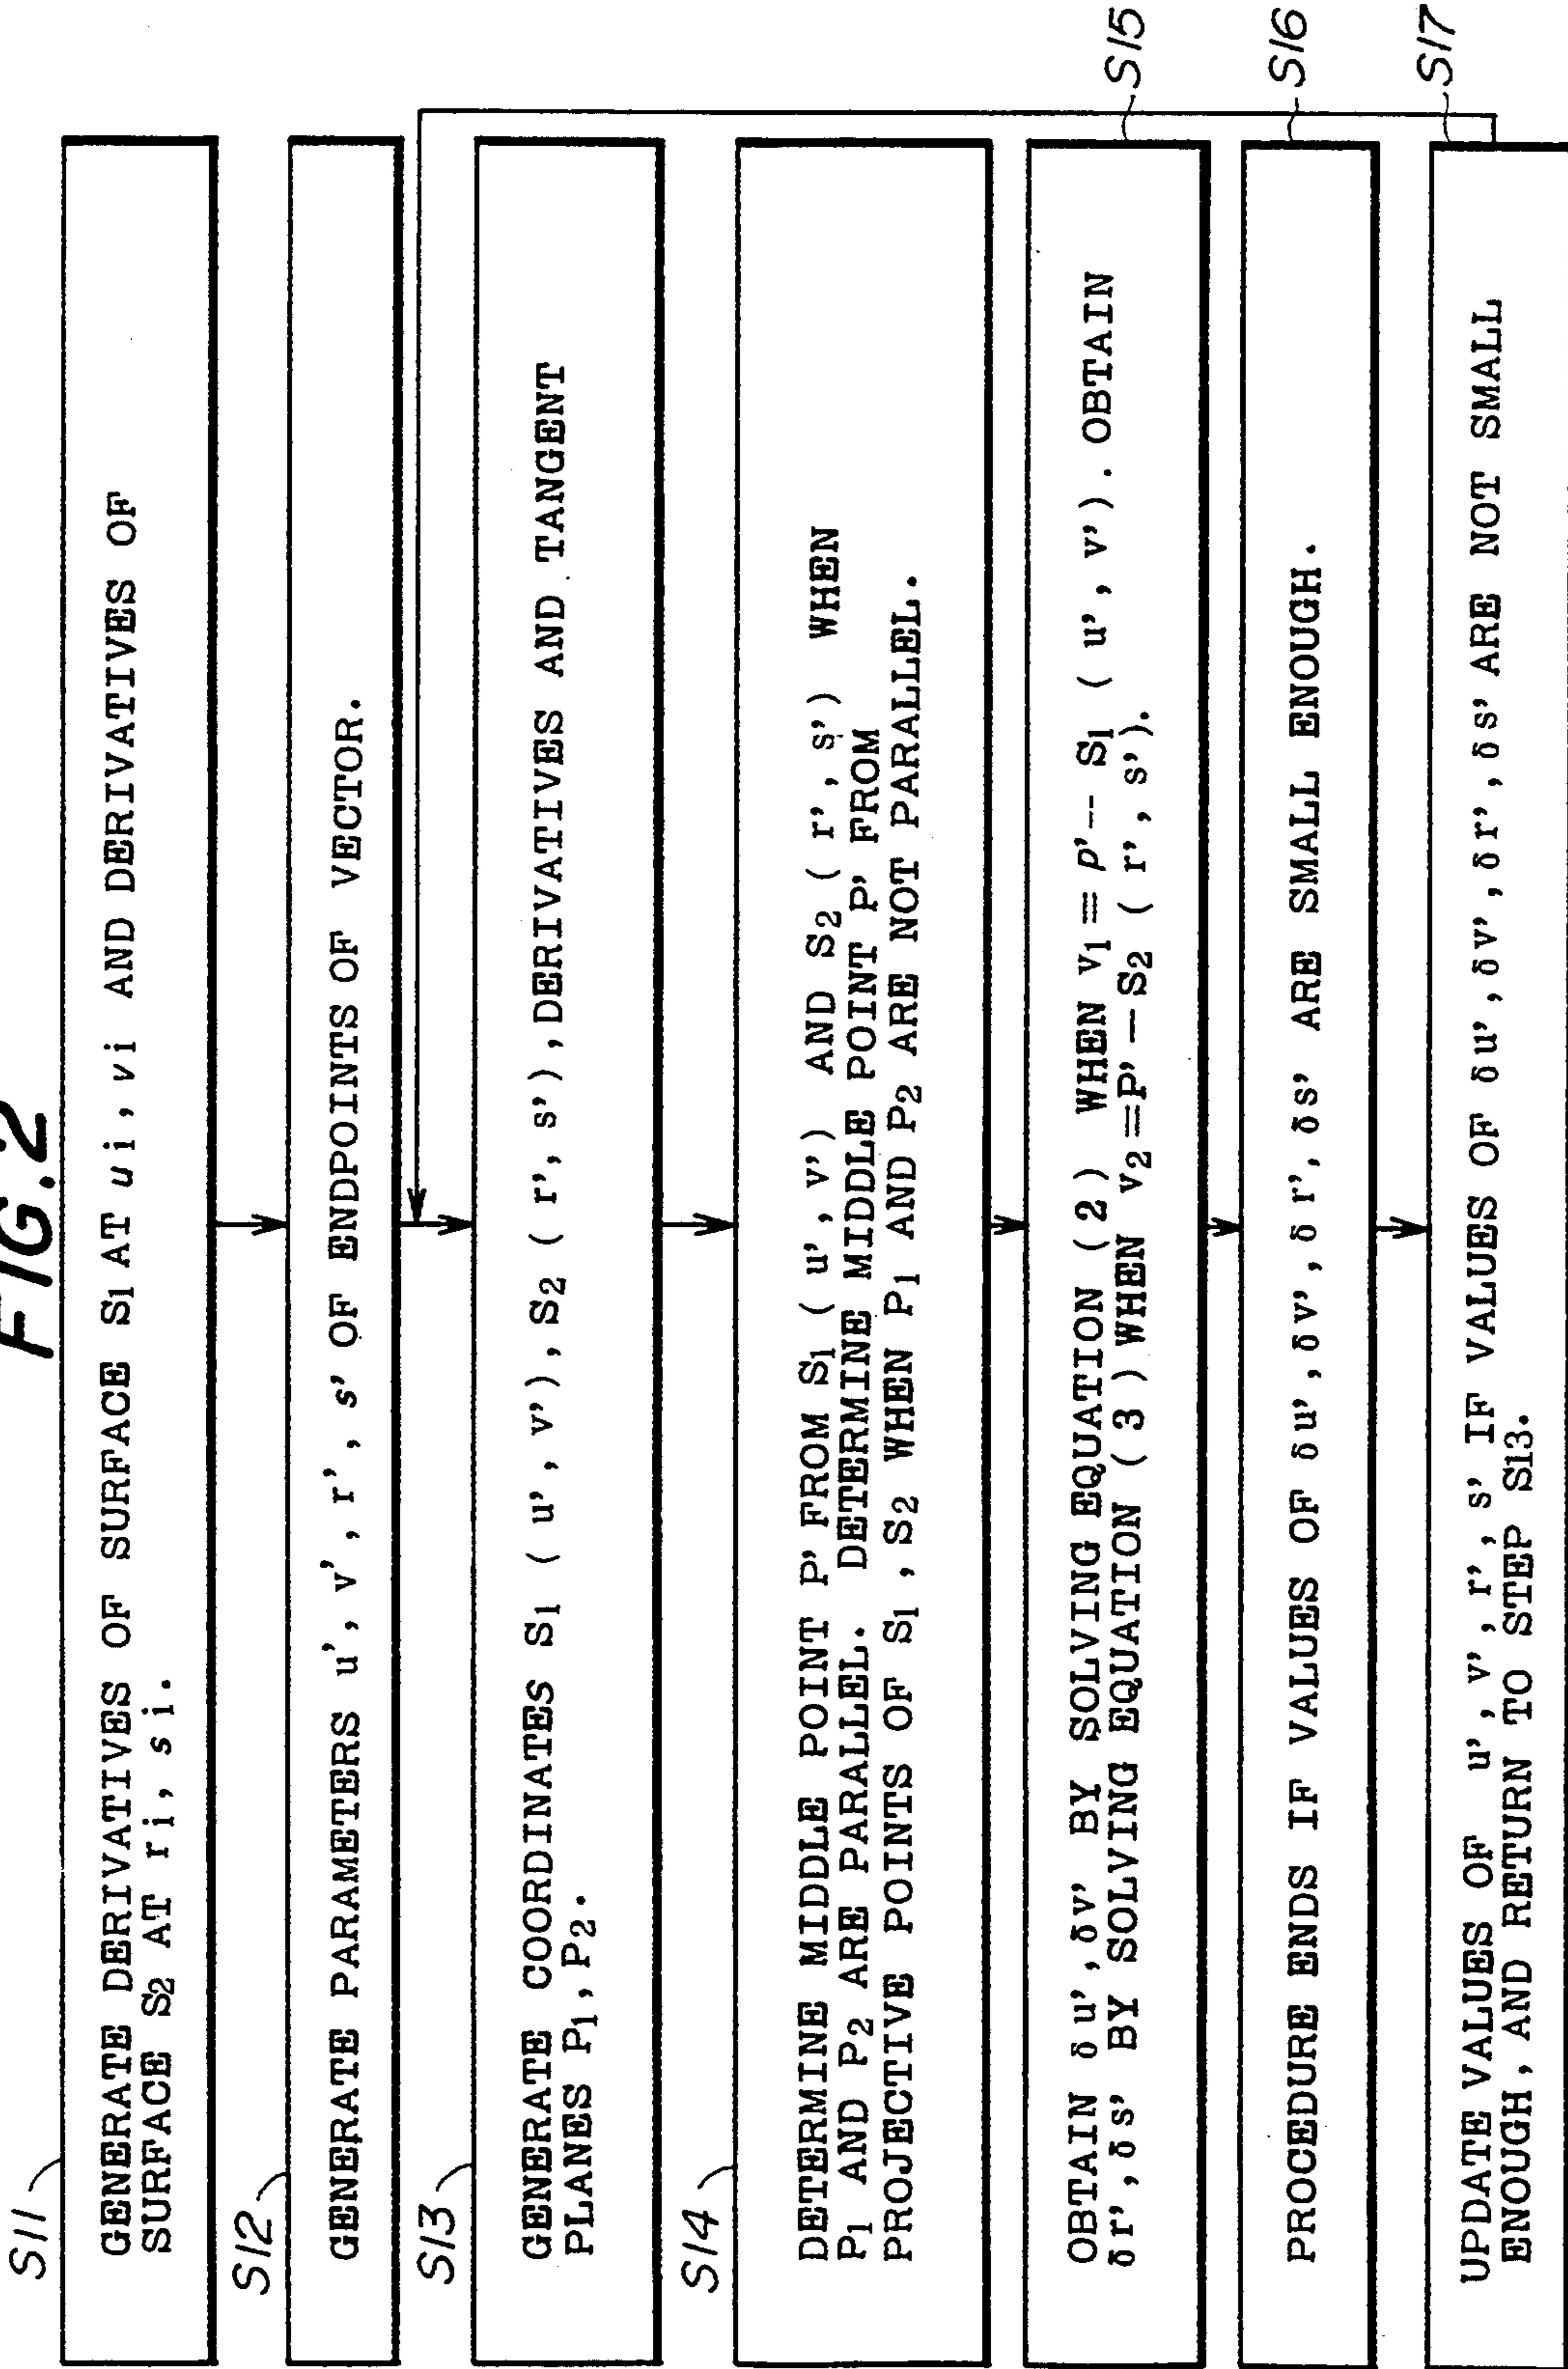 FIG.2
S11
GENERATE DERIVATIVES OF SURFACE S1 AT ui, vi AND DERIVATIVES OF
SURFACE S2 AT ri, si.
S12
GENERATE PARAMETERS u', v', r', s' OF ENDPOINTS OF VECTOR.
S13
GENERATE COORDINATES S1 ( u', v'), S2 ( r', s'), DERIVATIVES AND TANGENT
PLANES P1, P2.
S14
DETERMINE MIDDLE POINT P' FROM S1 ( u', v') AND S2 ( r', s') WHEN
P1 AND P2 ARE PARALLEL. DETERMINE MIDDLE MIDDLE POINT P' FROM
PROJECTIVE POINTS OF S1, S2 WHEN P1 AND P2 ARE NOT PARALLEL.
S15
OBTAIN δu', δv' BY SOLVING EQUATION ( 2 ) WHEN v1 = P' -- S1 ( u', v'). OBTAIN
δr', δs' BY SOLVING EQUATION ( 3 ) WHEN v2 = P' — S2 ( r', s').
S16
PROCEDURE ENDS IF VALUES OF δu', δv', δr', δs' ARE SMALL ENOUGH.
S17
UPDATE VALUES OF u', v', r', s' IF VALUES OF δu', δv', δr', δs' ARE NOT SMALL
ENOUGH, AND RETURN TO STEP S13.